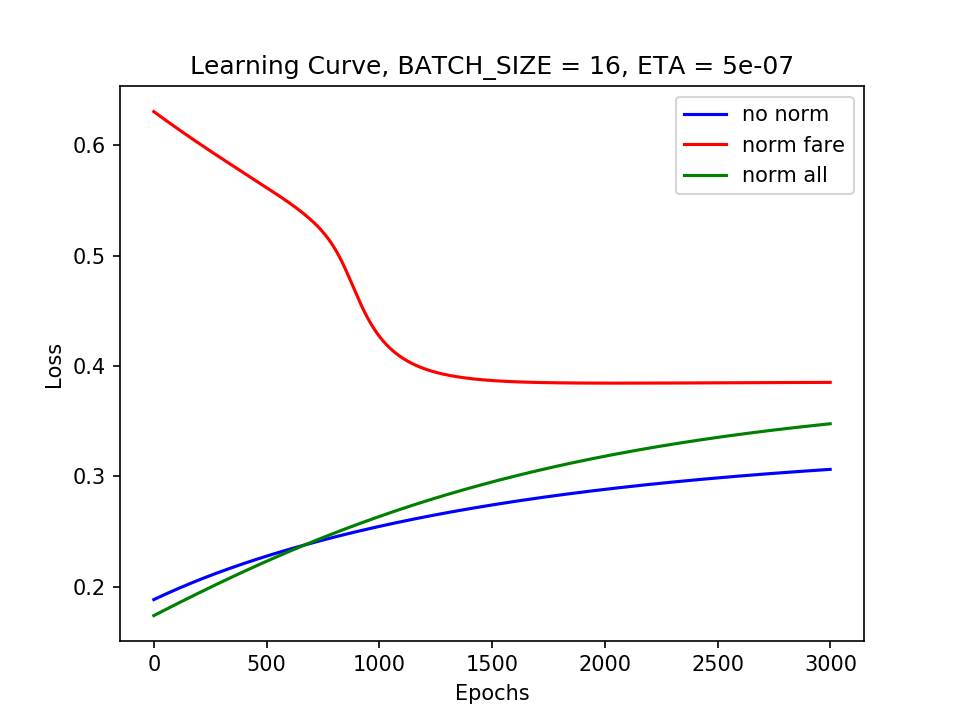 Learning Curve, BATCH_SIZE = 16, ETA = 5e-07
no norm
norm fare
norm all
0.6
0.5
0.4
0.3
0.2
Loss
0 500 1000 1500 2000 2500 3000
Epochs